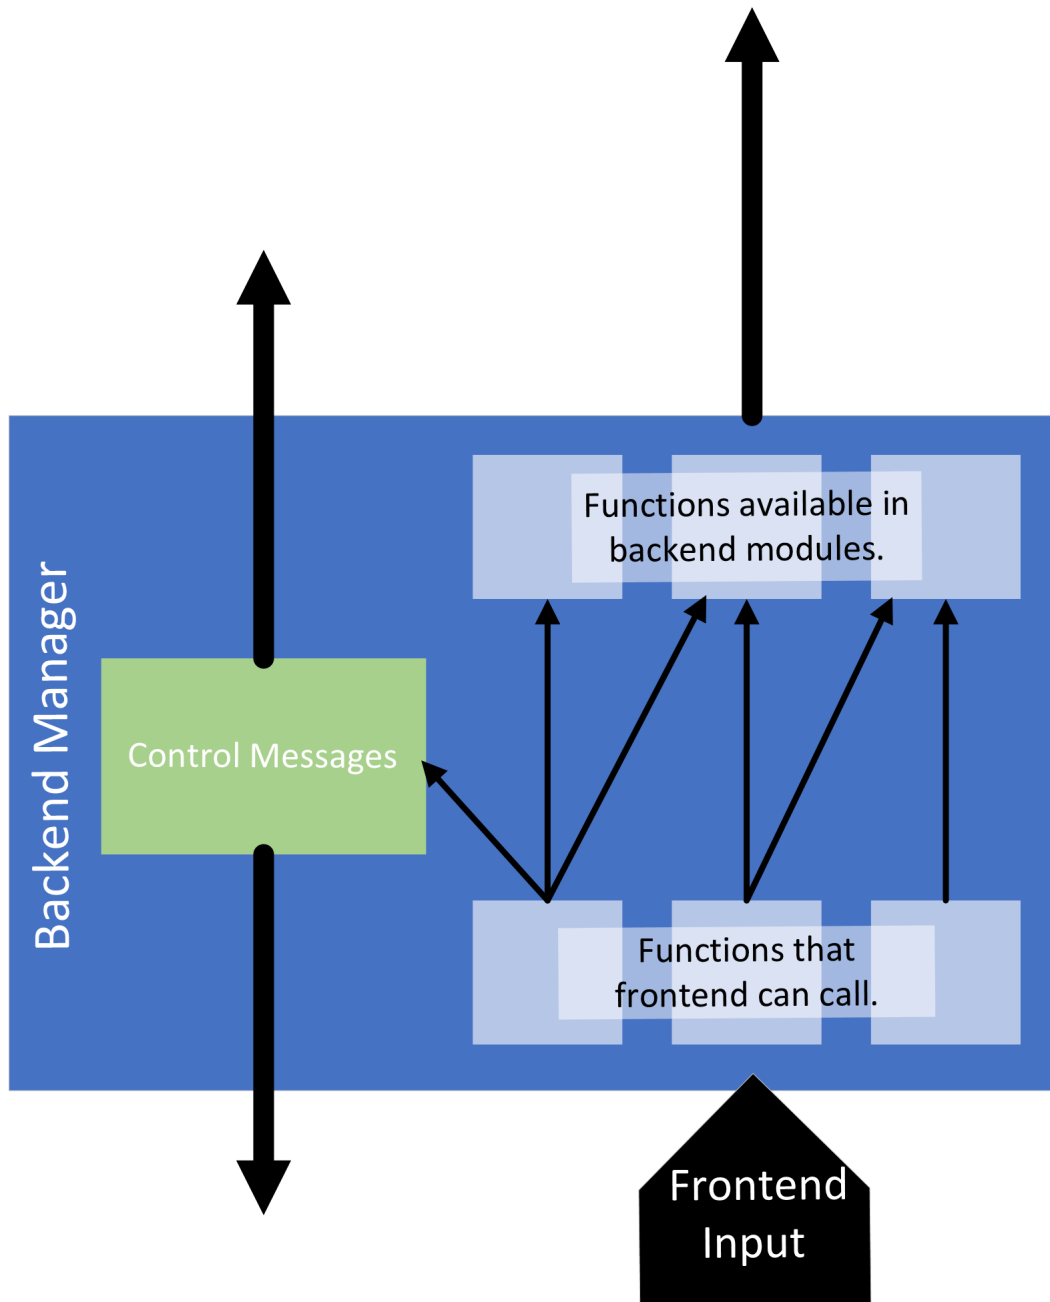 Functions available in
backend modules.
Backend Manager
Control Messages
Functions that
frontend can call.
Frontend
Input